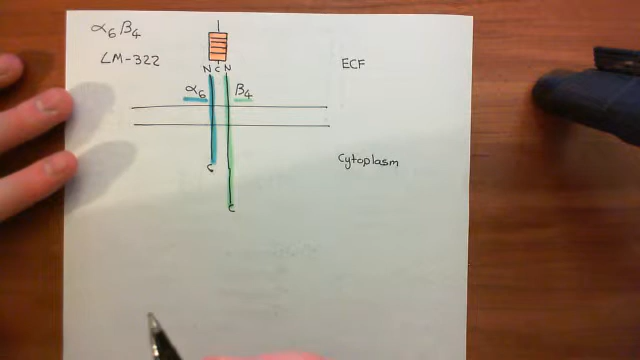 α6β4
LM-322
N C N
ECF
α6 β4
C
Cytoplasm
C